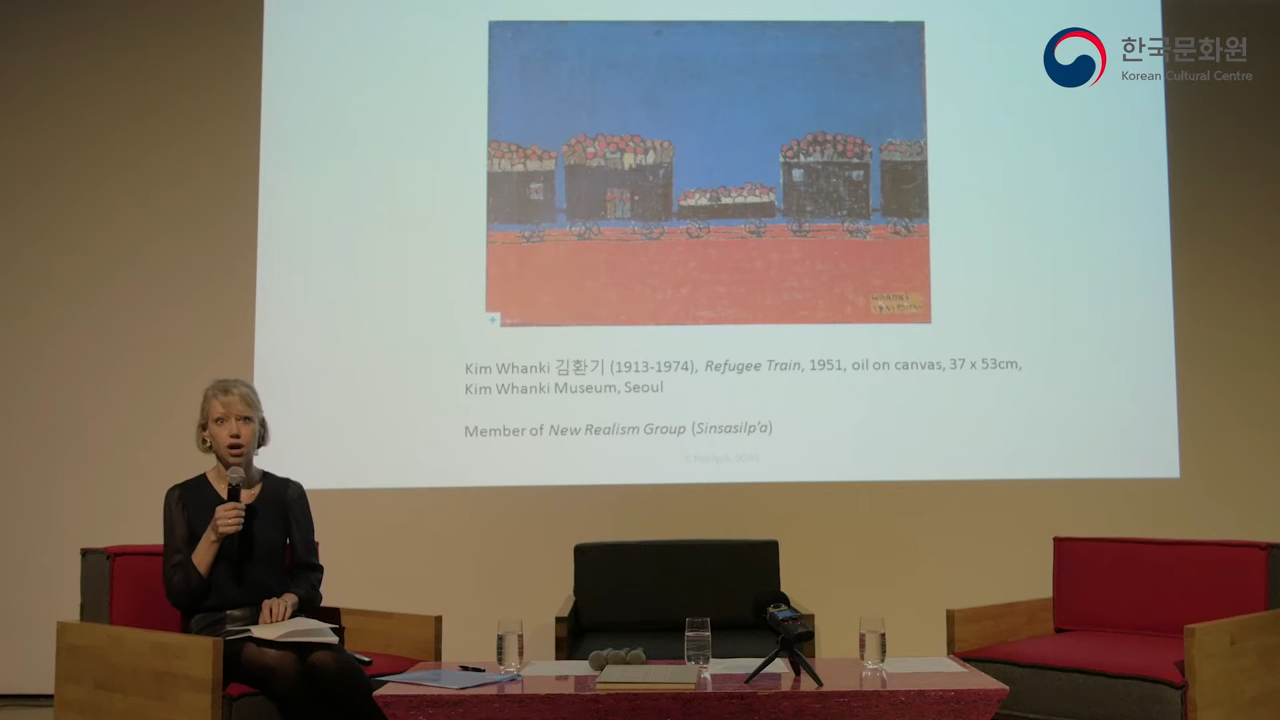 한국문화원
Korean Cultural Centre
WHANKI
Kim Whanki 김환기 (1913-1974), Refugee Train, 1951, oil on canvas, 37 x 53cm,
Kim Whanki Museum, Seoul
Member of New Realism Group (Sinsasilp'a)